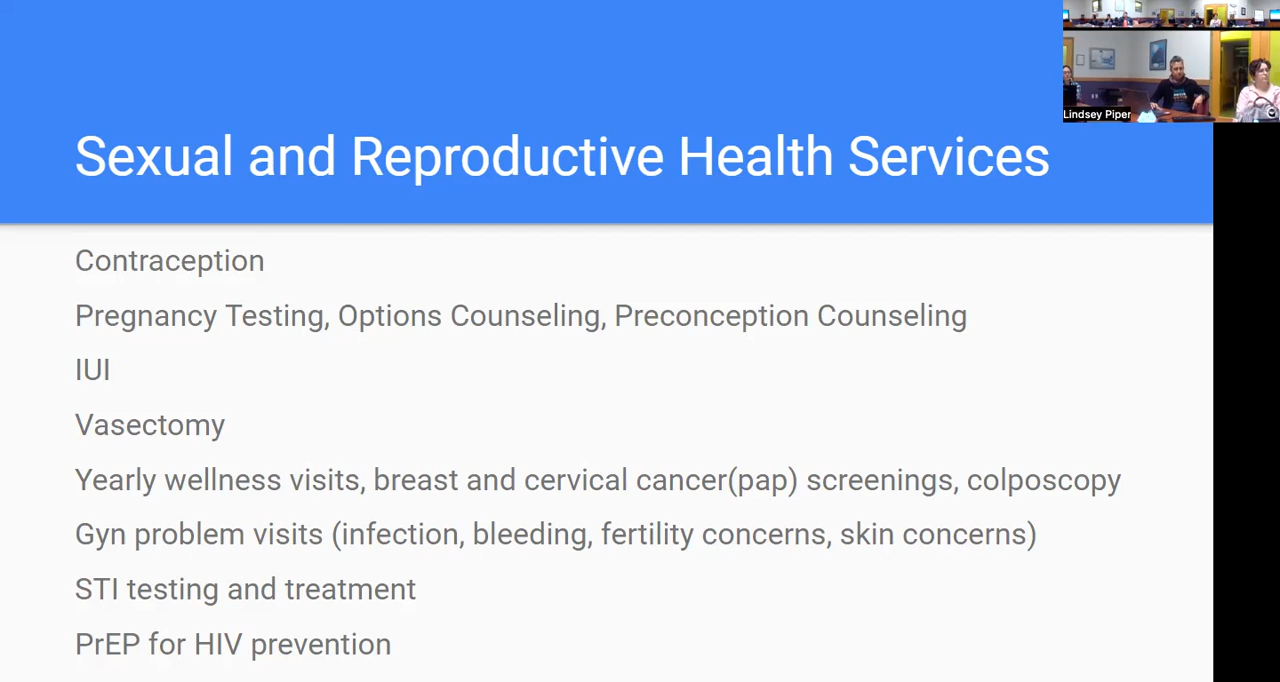 Sexual and Reproductive Health Services
Lindsey Piper
Contraception
Pregnancy Testing, Options Counseling, Preconception Counseling
IUI
Vasectomy
Yearly wellness visits, breast and cervical cancer(pap) screenings, colposcopy
Gyn problem visits (infection, bleeding, fertility concerns, skin concerns)
STI testing and treatment
PrEP for HIV prevention